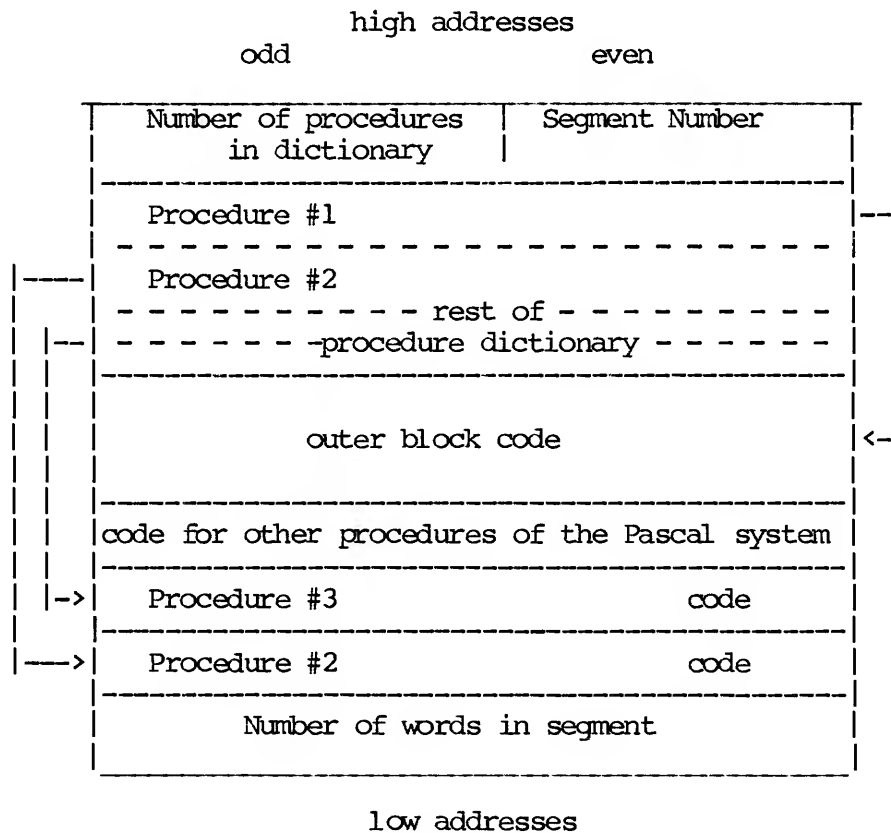 high addresses
odd even
Number of procedures Segment Number
in dictionary
Procedure #1
Procedure #2
rest of
procedure dictionary
outer block code
code for other procedures of the Pascal system
Procedure #3 code
Procedure #2 code
Number of words in segment
low addresses